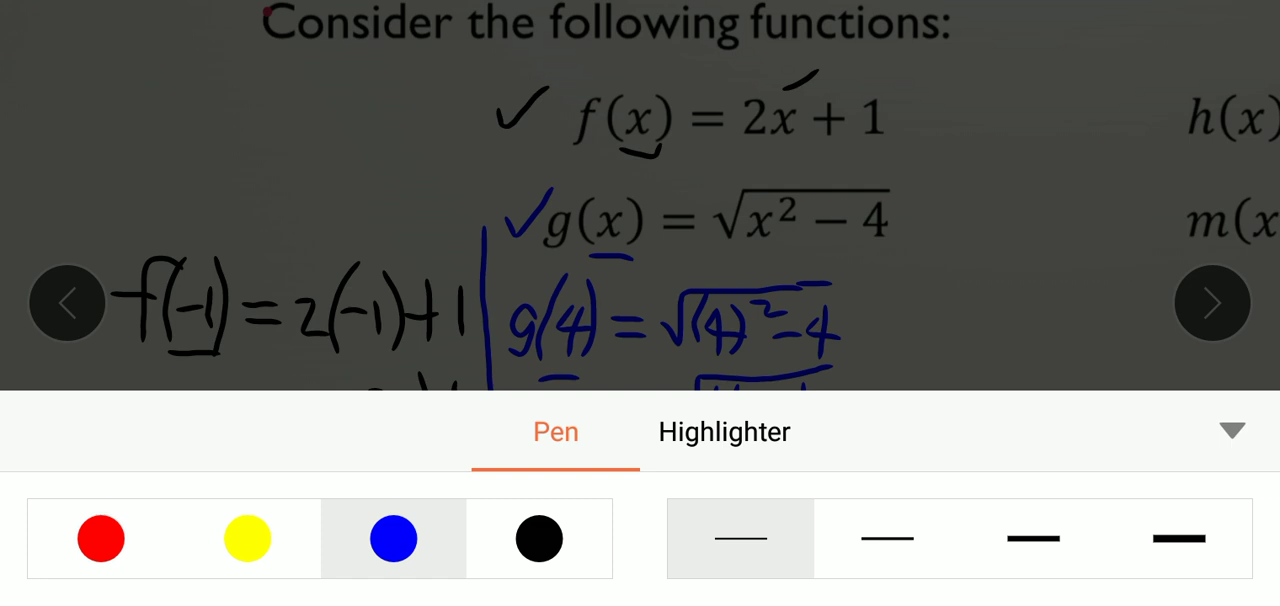 Consider the following functions:
✓ f(x) = 2x + 1
h(x)
✓ g(x) = √x² − 4
m(x
f(-1) = 2(-1)+1
g(4) = √(4)²-4
Pen
Highlighter